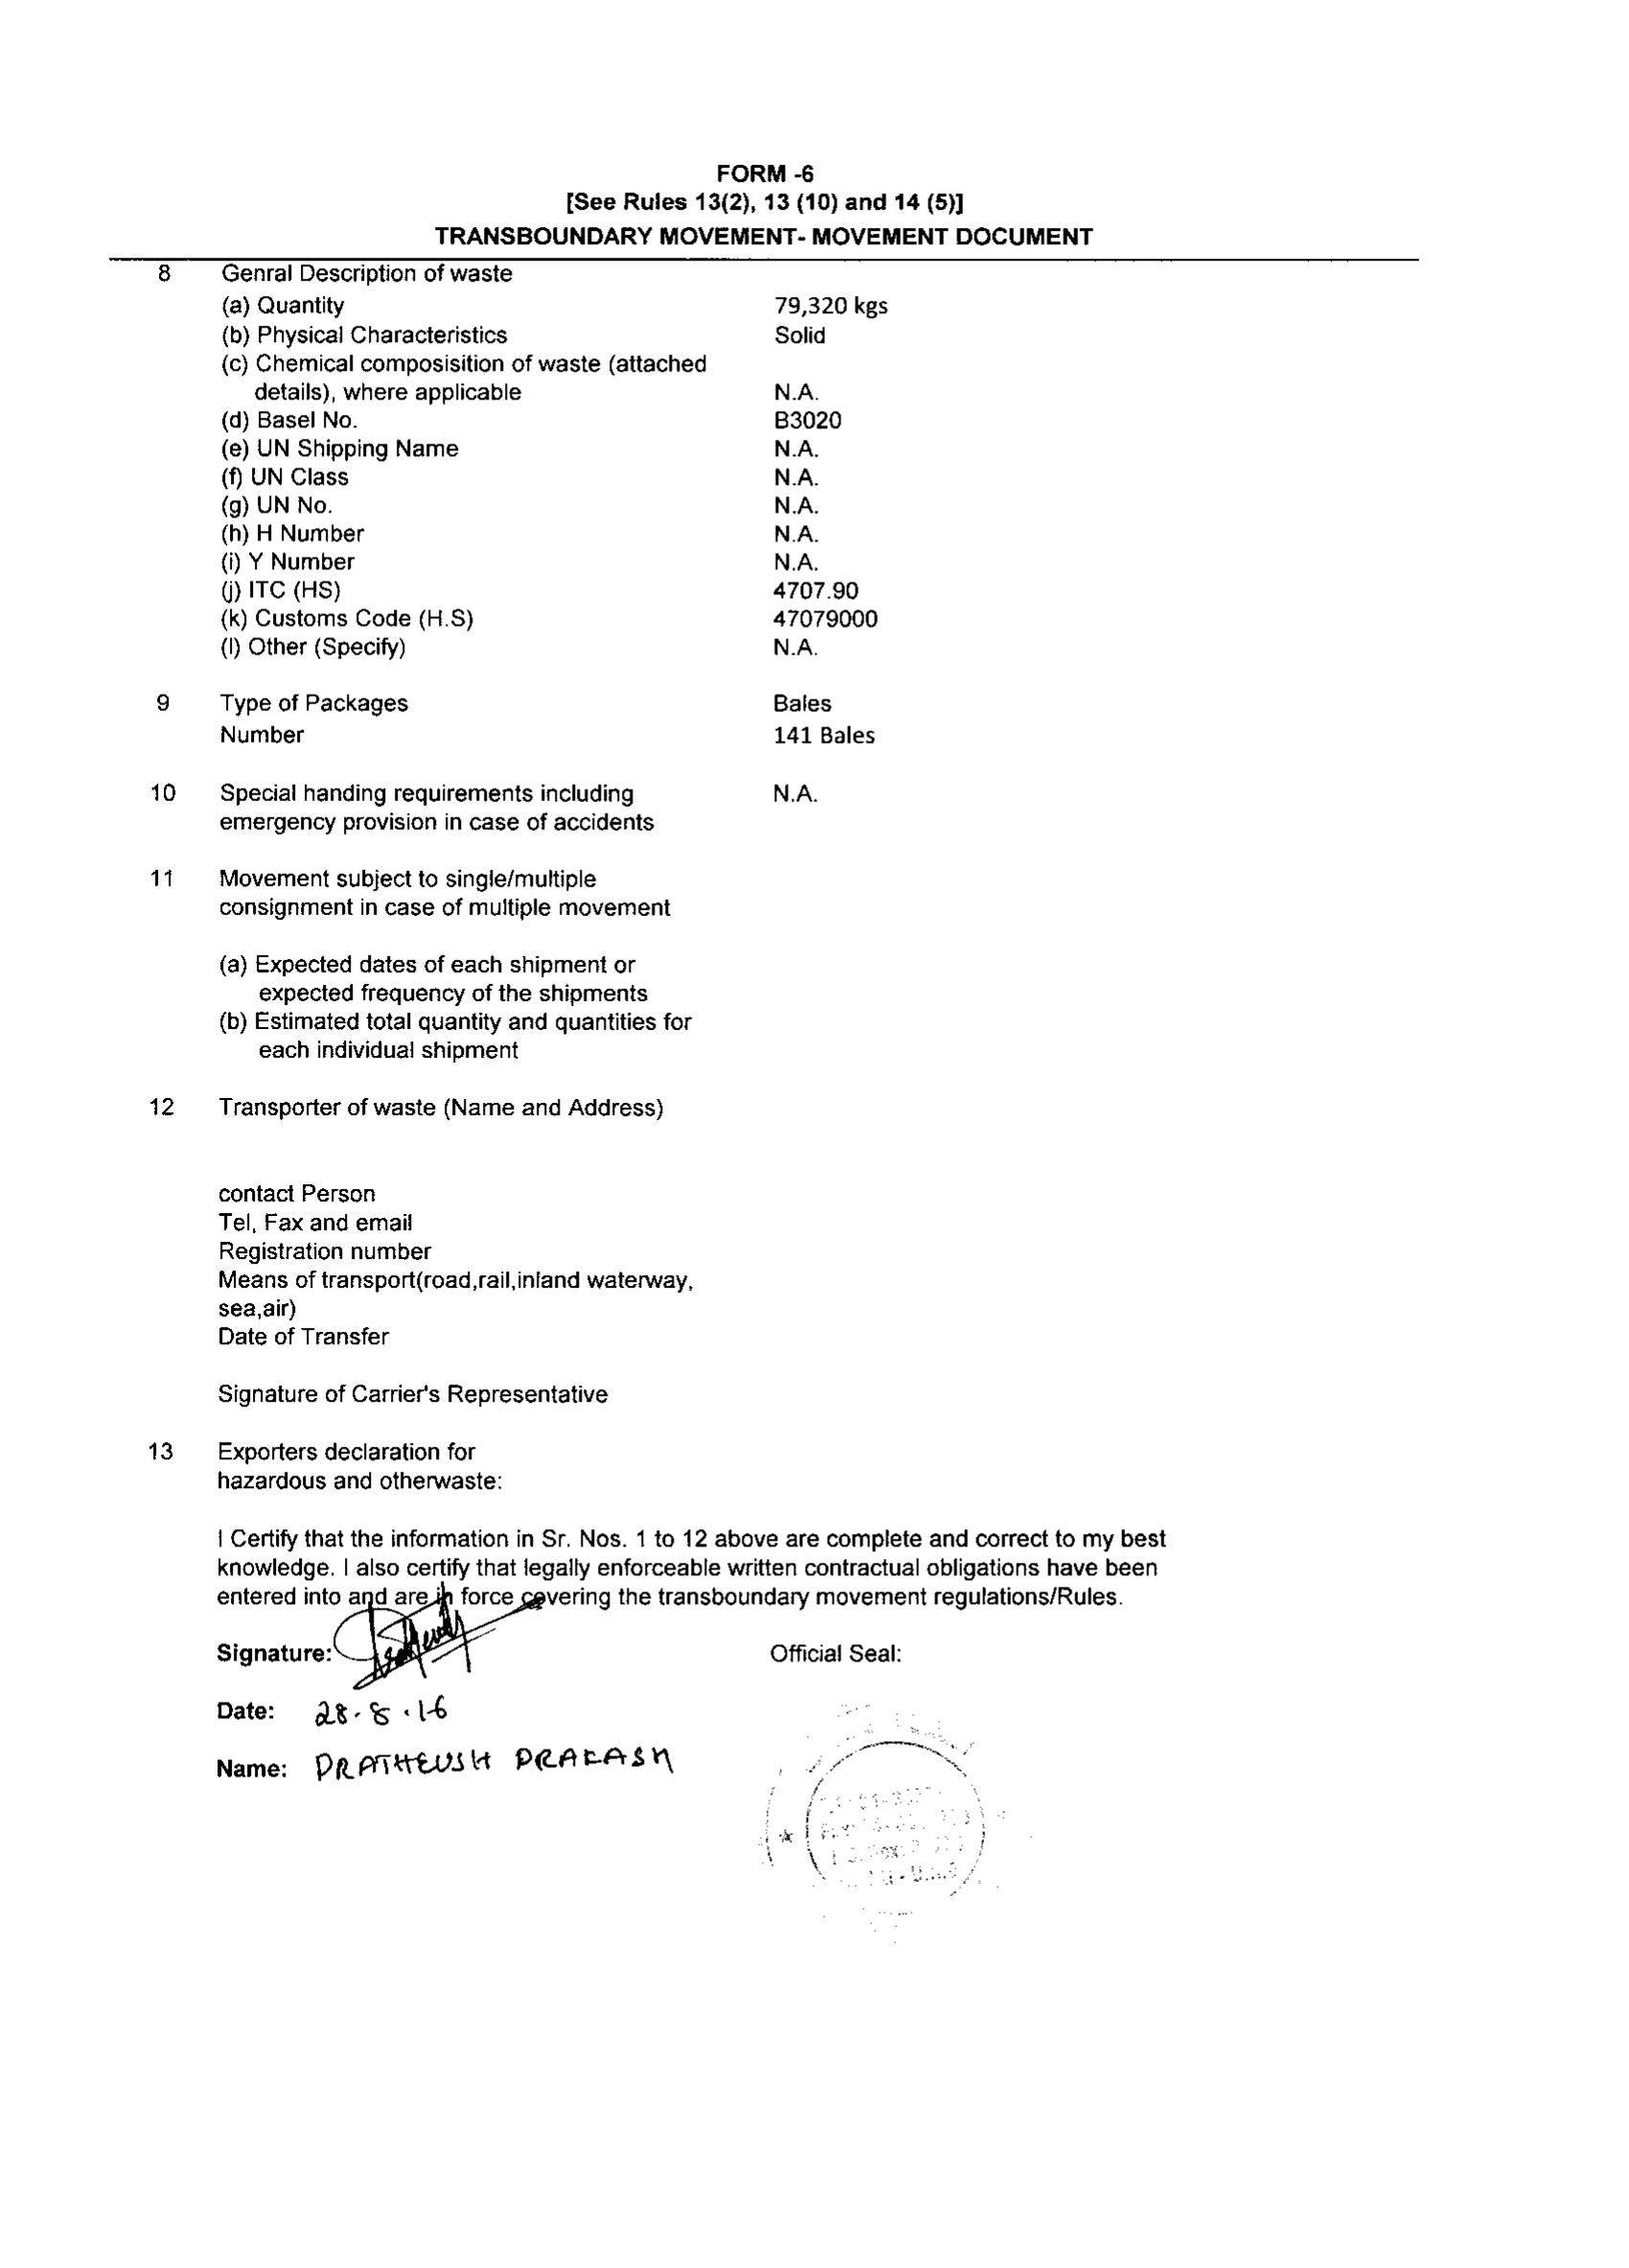 FORM -6
[See Rules 13(2), 13 (10) and 14 (5)]
TRANSBOUNDARY MOVEMENT- MOVEMENT DOCUMENT
8 Genral Description of waste
(a) Quantity 79,320 kgs
(b) Physical Characteristics Solid
(c) Chemical composisition of waste (attached
details), where applicable N.A.
(d) Basel No. B3020
(e) UN Shipping Name N.A.
(f) UN Class N.A.
(g) UN No. N.A.
(h) H Number N.A.
(i) Y Number N.A.
(j) ITC (HS) 4707.90
(k) Customs Code (H.S) 47079000
(l) Other (Specify) N.A.
9 Type of Packages Bales
Number 141 Bales
10 Special handing requirements including N.A.
emergency provision in case of accidents
11 Movement subject to single/multiple
consignment in case of multiple movement
(a) Expected dates of each shipment or
expected frequency of the shipments
(b) Estimated total quantity and quantities for
each individual shipment
12 Transporter of waste (Name and Address)
contact Person
Tel, Fax and email
Registration number
Means of transport(road,rail,inland waterway,
sea,air)
Date of Transfer
Signature of Carrier's Representative
13 Exporters declaration for
hazardous and otherwaste:
I Certify that the information in Sr. Nos. 1 to 12 above are complete and correct to my best
knowledge. I also certify that legally enforceable written contractual obligations have been
entered into and are in force covering the transboundary movement regulations/Rules.
Signature: Official Seal:
Date: 28.8.16
Name: PRATHEUSH PRAKASH